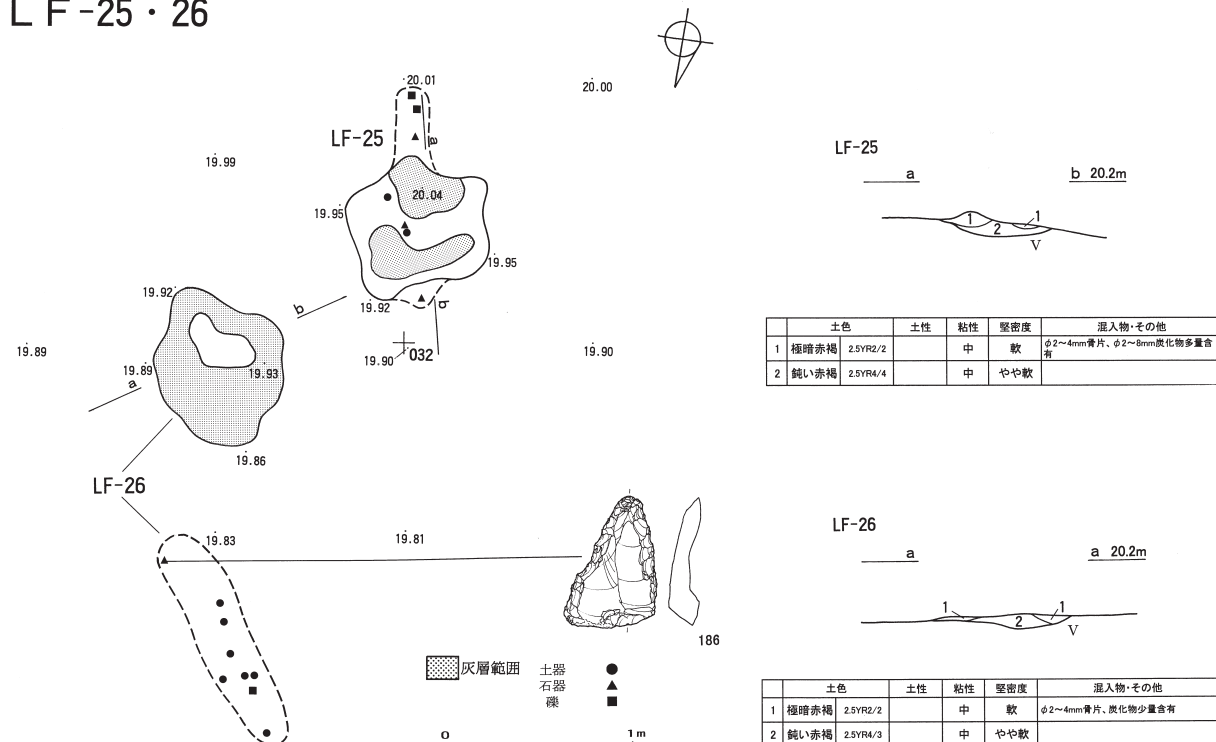 LF-25・26
20.01
20.00
LF-25
a
19.99
20.04
19.95
19.95
19.92
b
19.92
b
032
19.90
19.89
19.90
19.89
19.93
a
19.86
LF-26
19.83
19.81
186
灰層範囲
土器
石器
礫
0 1m
LF-25
a b 20.2m
1
1
2
V
土色 土性 粘性 堅密度 混入物・その他
1 極暗赤褐 2.5YR2/2 中 軟 φ2～4mm骨片、φ2～8mm炭化物多量含有
2 鈍い赤褐 2.5YR4/4 中 やや軟
LF-26
a a 20.2m
1
1
2
V
土色 土性 粘性 堅密度 混入物・その他
1 極暗赤褐 2.5YR2/2 中 軟 φ2～4mm骨片、炭化物少量含有
2 鈍い赤褐 2.5YR4/3 中 やや軟